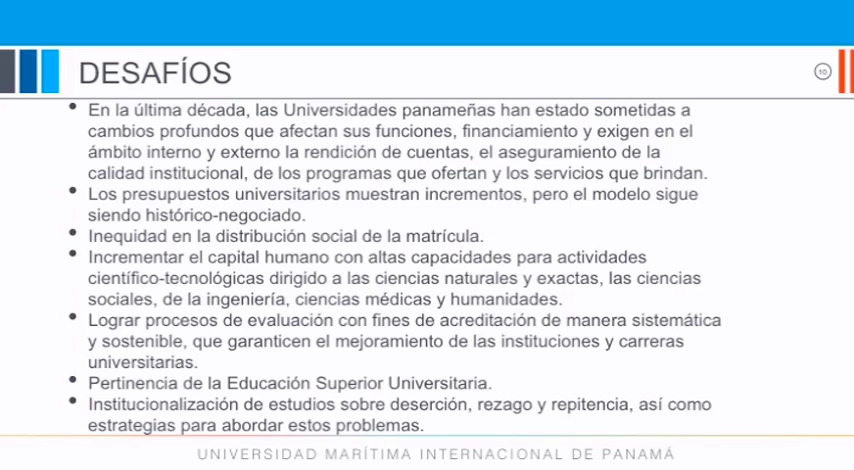 DESAFÍOS
10
• En la última década, las Universidades panameñas han estado sometidas a
cambios profundos que afectan sus funciones, financiamiento y exigen en el
ámbito interno y externo la rendición de cuentas, el aseguramiento de la
calidad institucional, de los programas que ofertan y los servicios que brindan.
• Los presupuestos universitarios muestran incrementos, pero el modelo sigue
siendo histórico-negociado.
• Inequidad en la distribución social de la matrícula.
• Incrementar el capital humano con altas capacidades para actividades
científico-tecnológicas dirigido a las ciencias naturales y exactas, las ciencias
sociales, de la ingeniería, ciencias médicas y humanidades.
• Lograr procesos de evaluación con fines de acreditación de manera sistemática
y sostenible, que garanticen el mejoramiento de las instituciones y carreras
universitarias.
• Pertinencia de la Educación Superior Universitaria.
• Institucionalización de estudios sobre deserción, rezago y repitencia, así como
estrategias para abordar estos problemas.
UNIVERSIDAD MARÍTIMA INTERNACIONAL DE PANAMÁ